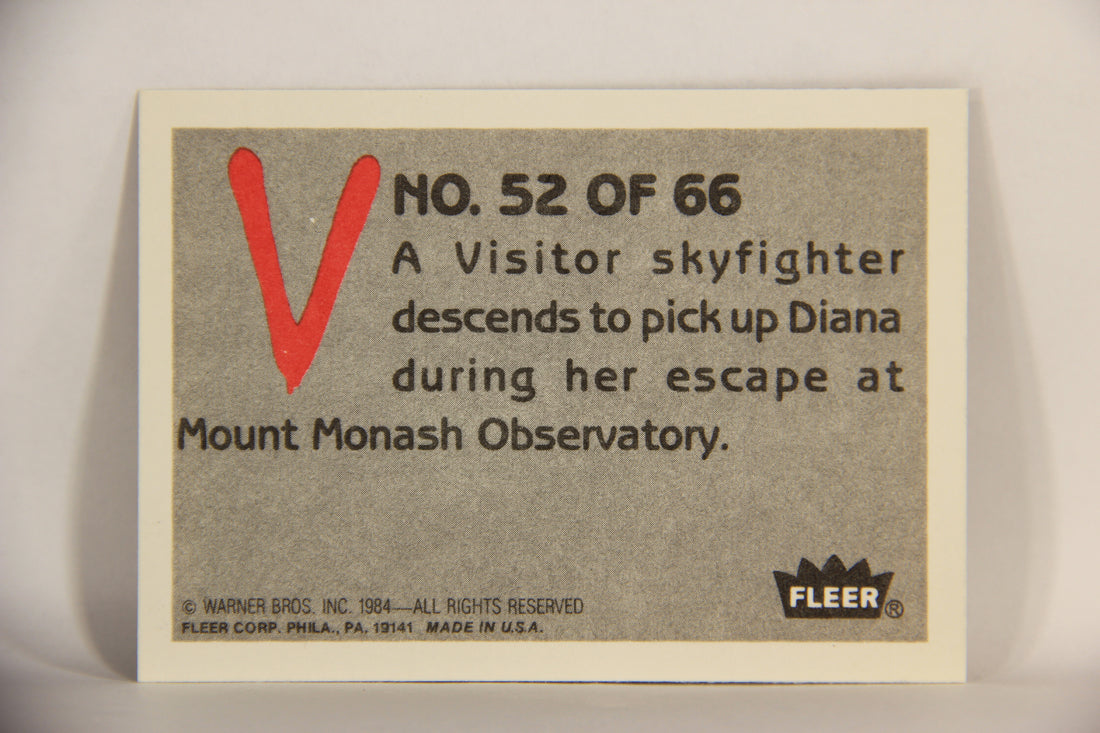 V
NO. 52 OF 66
A Visitor skyfighter
descends to pick up Diana
during her escape at
Mount Monash Observatory.
© WARNER BROS. INC. 1984—ALL RIGHTS RESERVED
FLEER CORP. PHILA., PA. 19141 MADE IN U.S.A.
FLEER ®